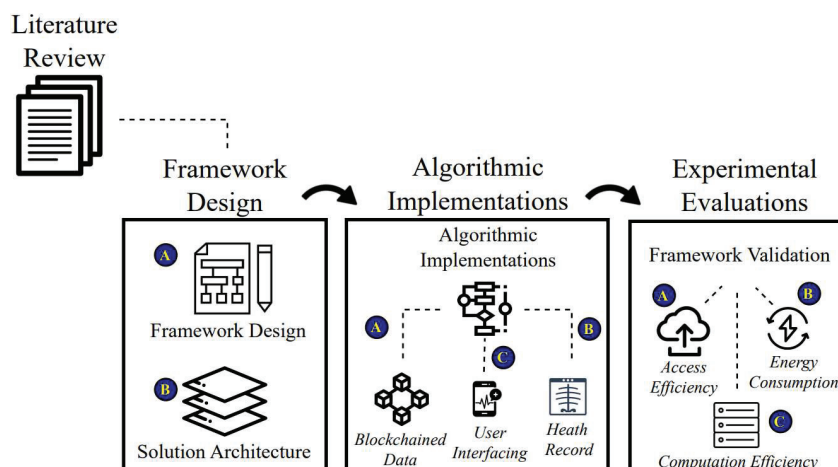 Literature
Review
Framework
Design
A
Framework Design
B
Solution Architecture
Algorithmic
Implementations
Algorithmic
Implementations
A
B
C
Blockchained
Data
User
Interfacing
Heath
Record
Experimental
Evaluations
Framework Validation
A
B
Access
Efficiency
Energy
Consumption
C
Computation Efficiency